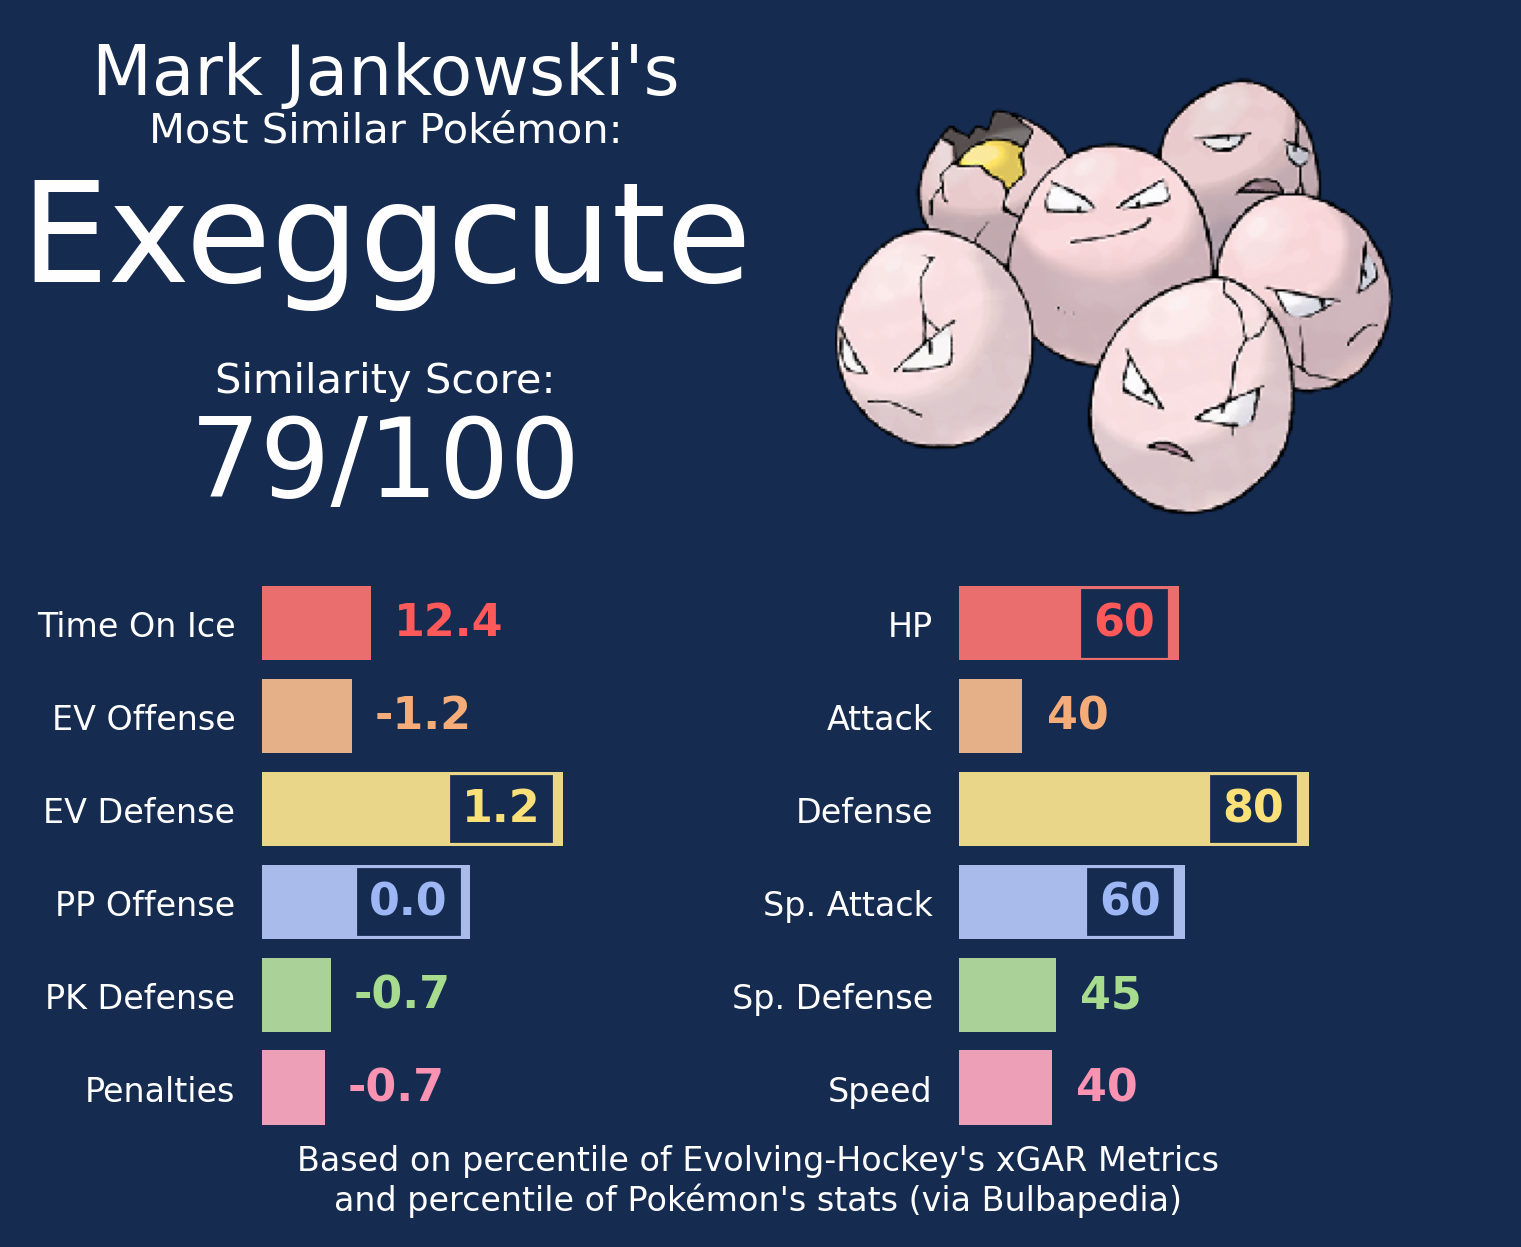 Mark Jankowski's
Most Similar Pokémon:
Exeggcute
Similarity Score:
79/100
Time On Ice 12.4
EV Offense -1.2
EV Defense 1.2
PP Offense 0.0
PK Defense -0.7
Penalties -0.7
HP 60
Attack 40
Defense 80
Sp. Attack 60
Sp. Defense 45
Speed 40
Based on percentile of Evolving-Hockey's xGAR Metrics
and percentile of Pokémon's stats (via Bulbapedia)